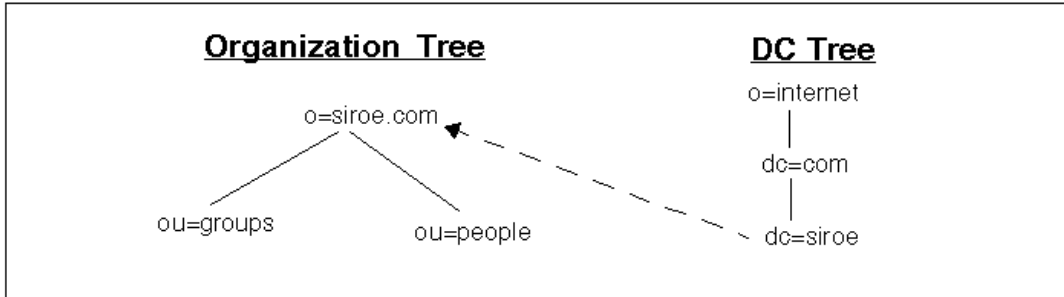 Organization Tree
o=siroe.com
ou=groups
ou=people
DC Tree
o=internet
dc=com
dc=siroe